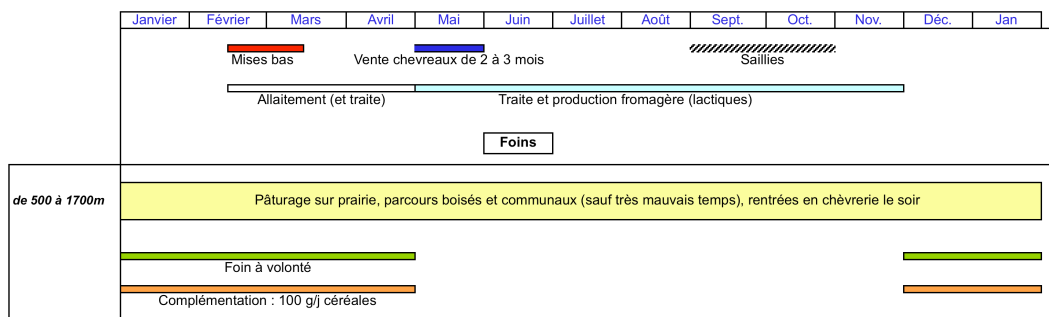 Janvier Février Mars Avril Mai Juin Juillet Août Sept. Oct. Nov. Déc. Jan
Mises bas Vente chevreaux de 2 à 3 mois Saillies
Allaitement (et traite) Traite et production fromagère (lactiques)
Foins
de 500 à 1700m Pâturage sur prairie, parcours boisés et communaux (sauf très mauvais temps), rentrées en chèvrerie le soir
Foin à volonté
Complémentation : 100 g/j céréales